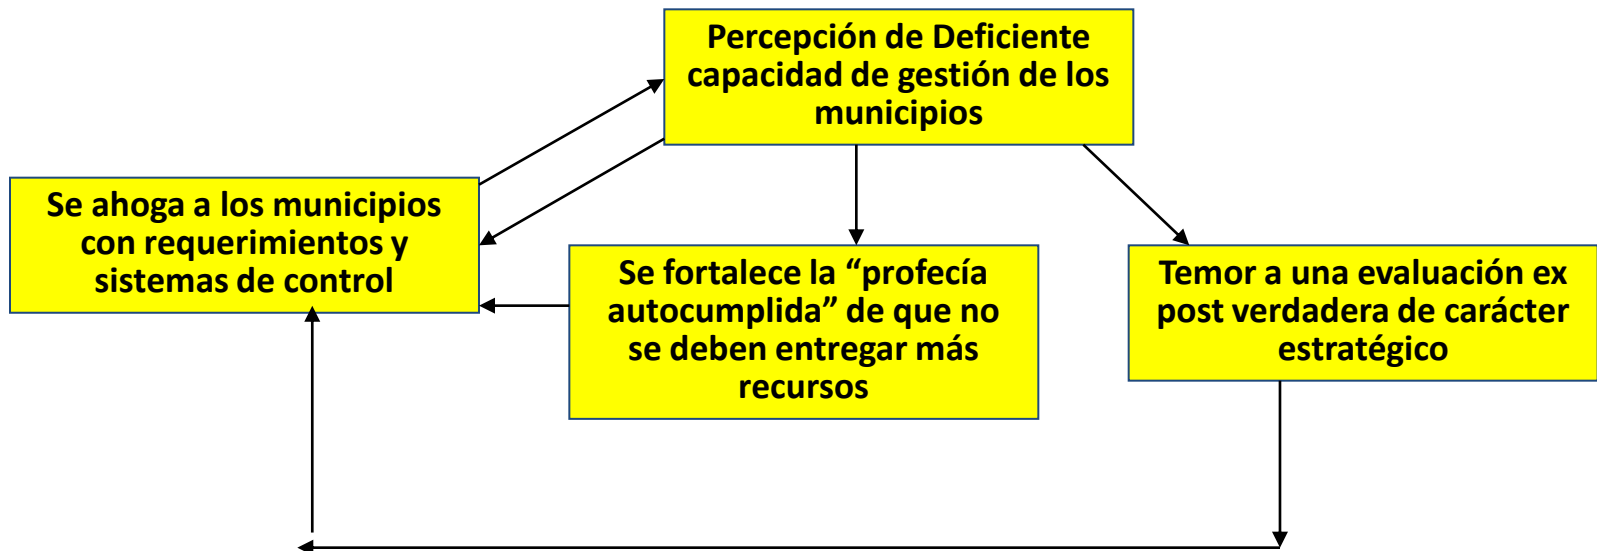 Percepción de Deficiente
capacidad de gestión de los
municipios
Se ahoga a los municipios
con requerimientos y
sistemas de control
Se fortalece la “profecía
autocumplida” de que no
se deben entregar más
recursos
Temor a una evaluación ex
post verdadera de carácter
estratégico